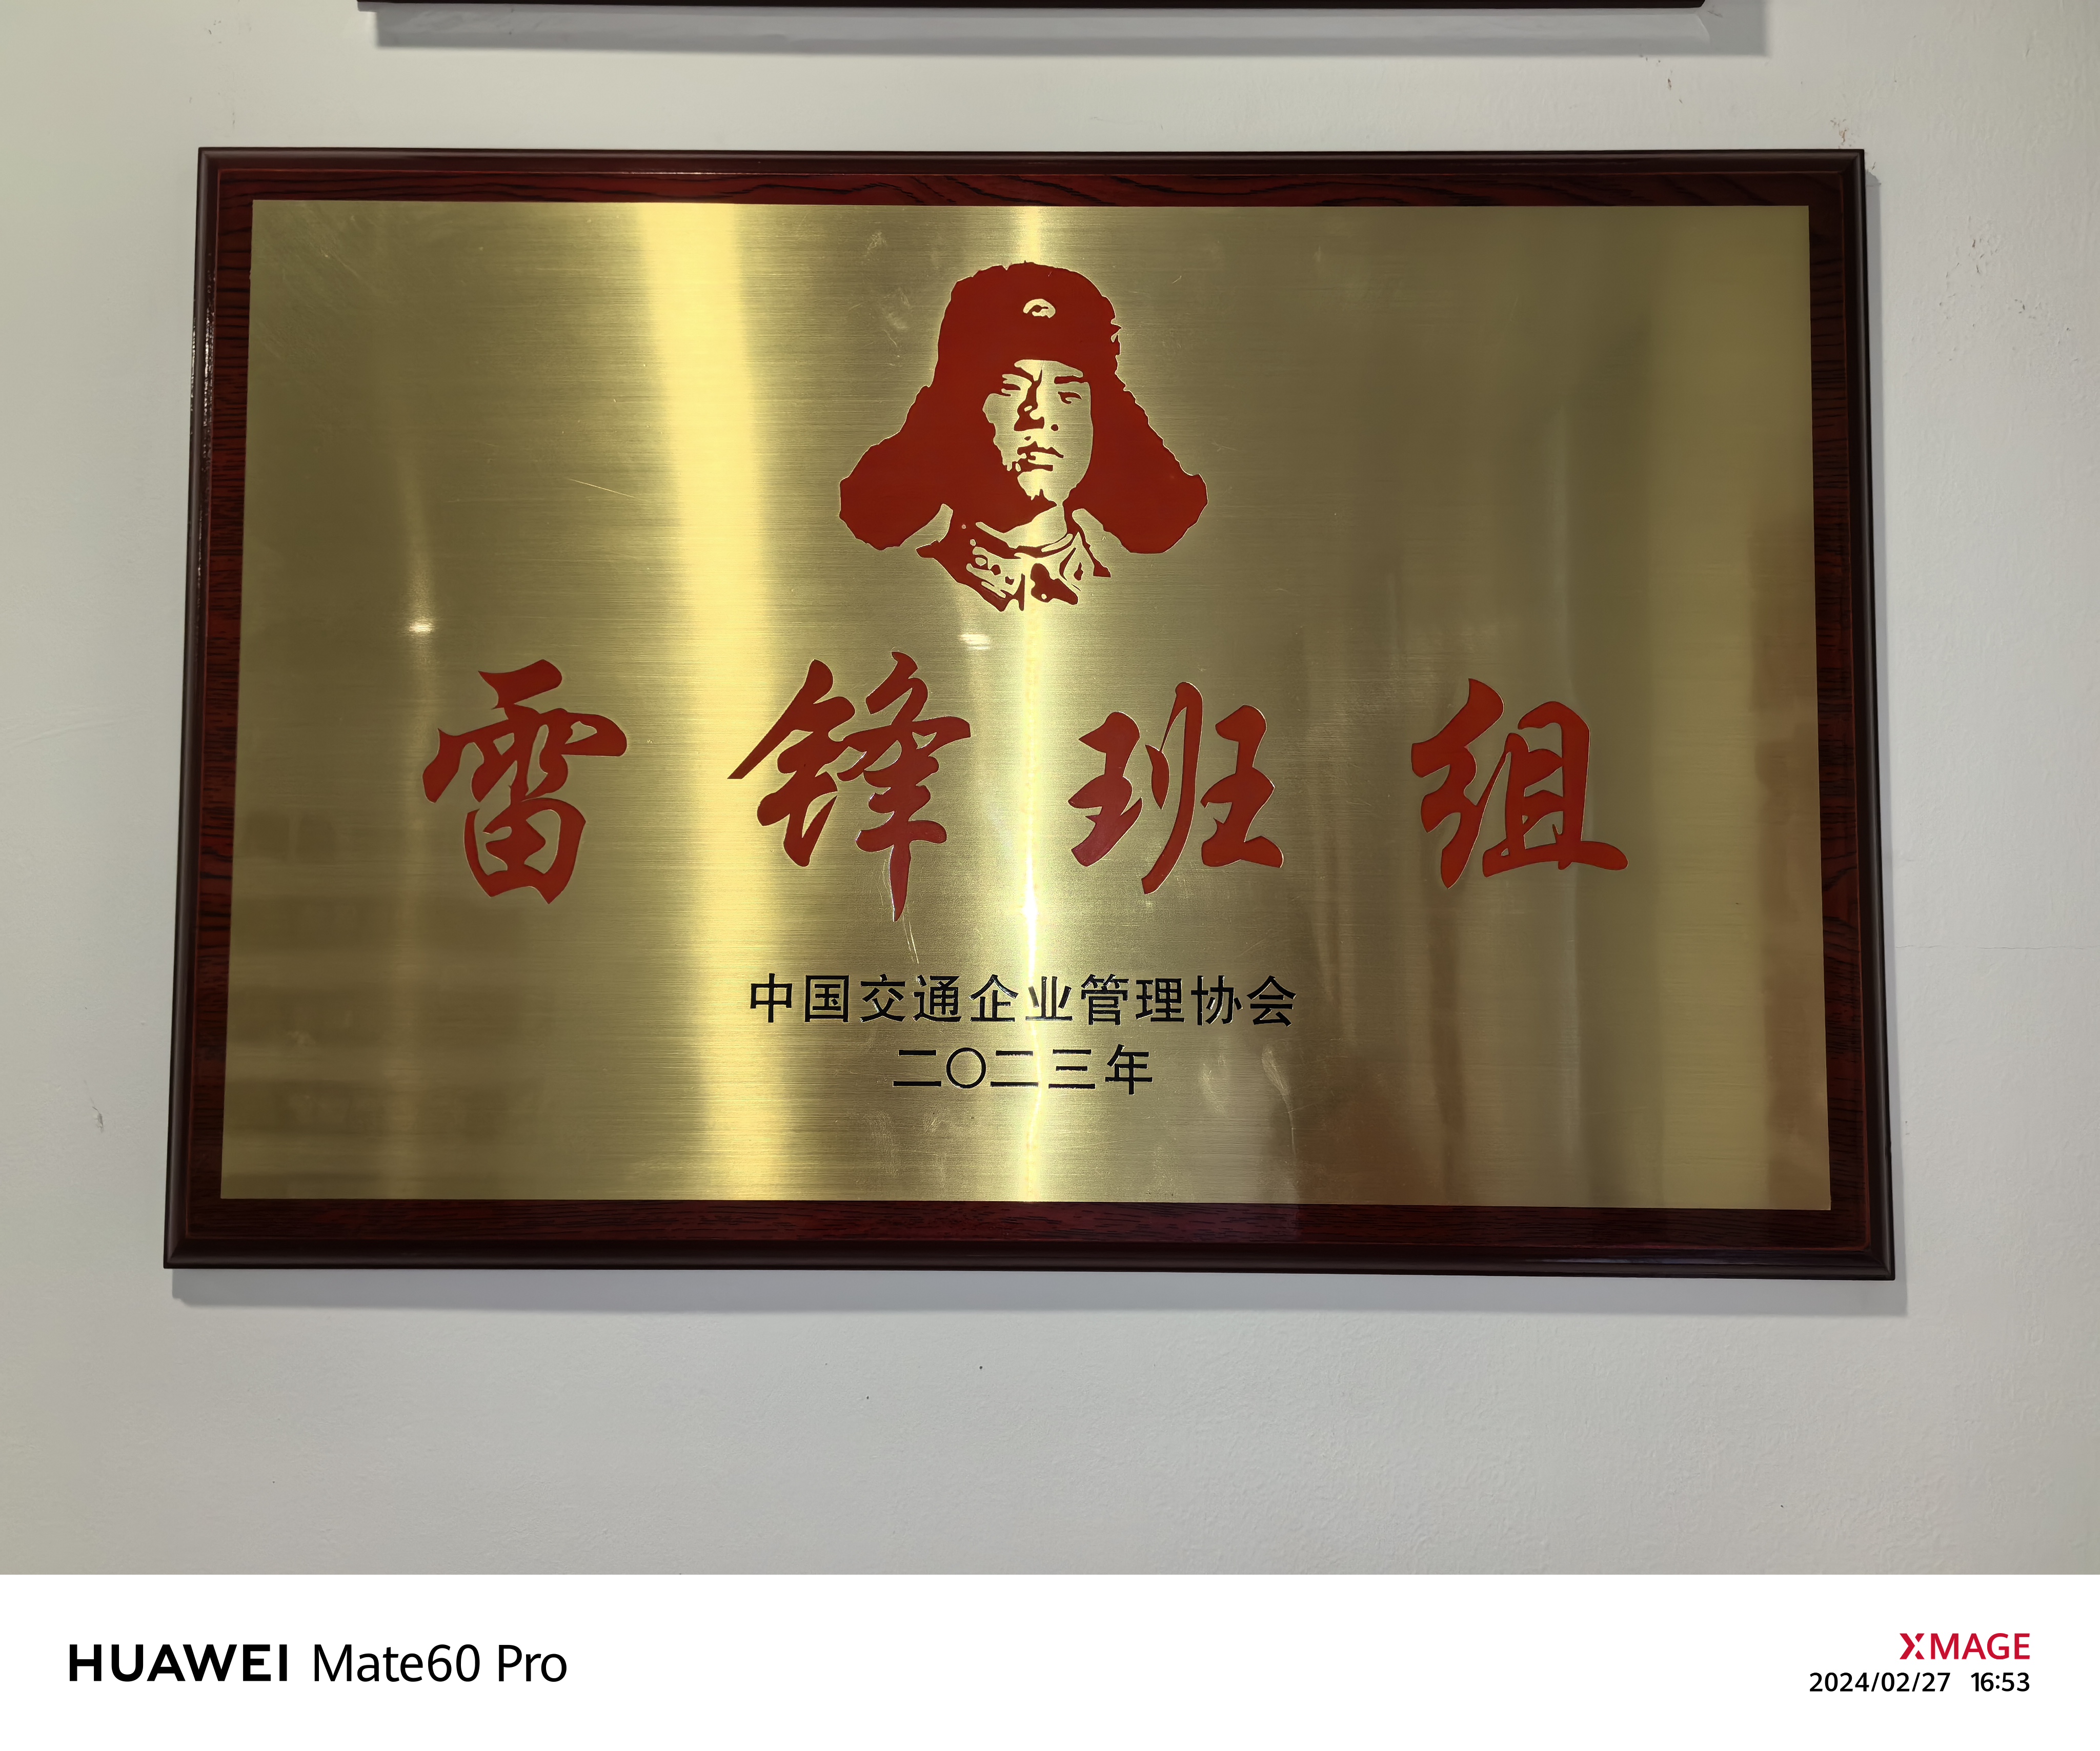 雷锋班组
中国交通企业管理协会
二〇二三年
HUAWEI Mate60 Pro
XMAGE
2024/02/27 16:53